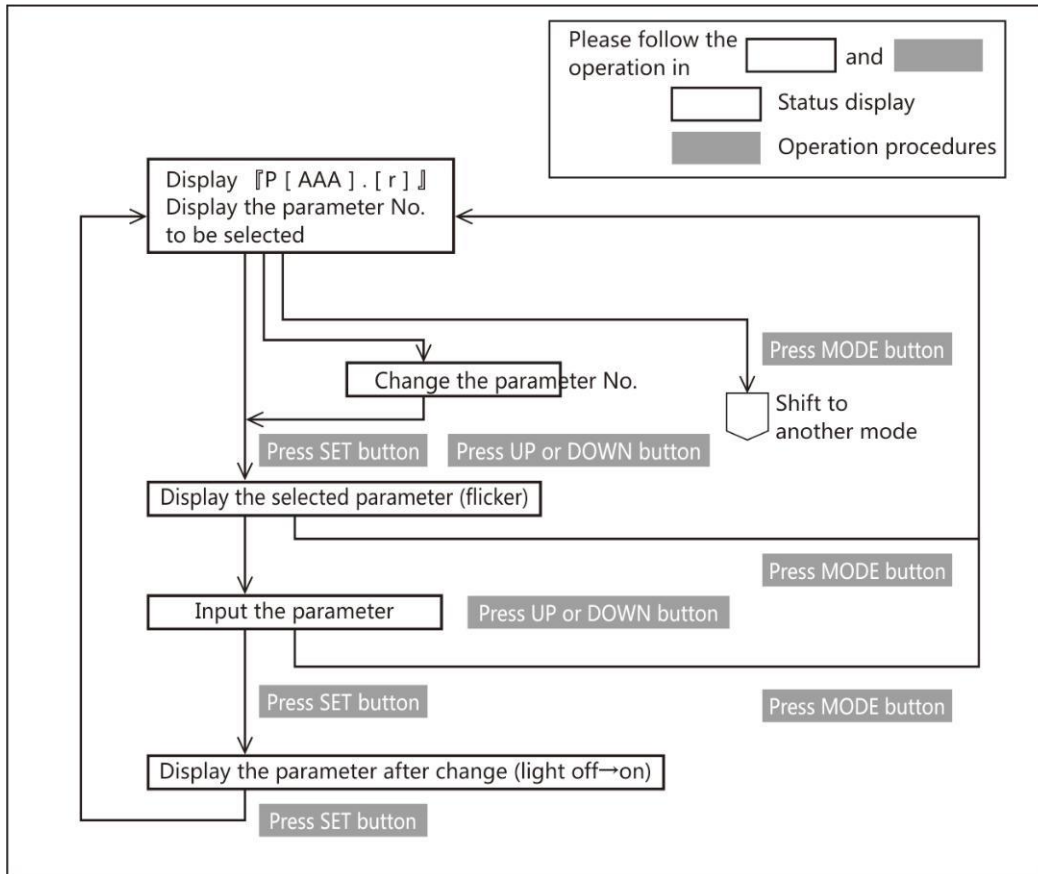 Please follow the
operation in and
Status display
Operation procedures
Display 『P [ AAA ] . [ r ] 』
Display the parameter No.
to be selected
Press MODE button
Change the parameter No.
Shift to
another mode
Press SET button
Press UP or DOWN button
Display the selected parameter (flicker)
Press MODE button
Input the parameter
Press UP or DOWN button
Press SET button
Press MODE button
Display the parameter after change (light off→on)
Press SET button